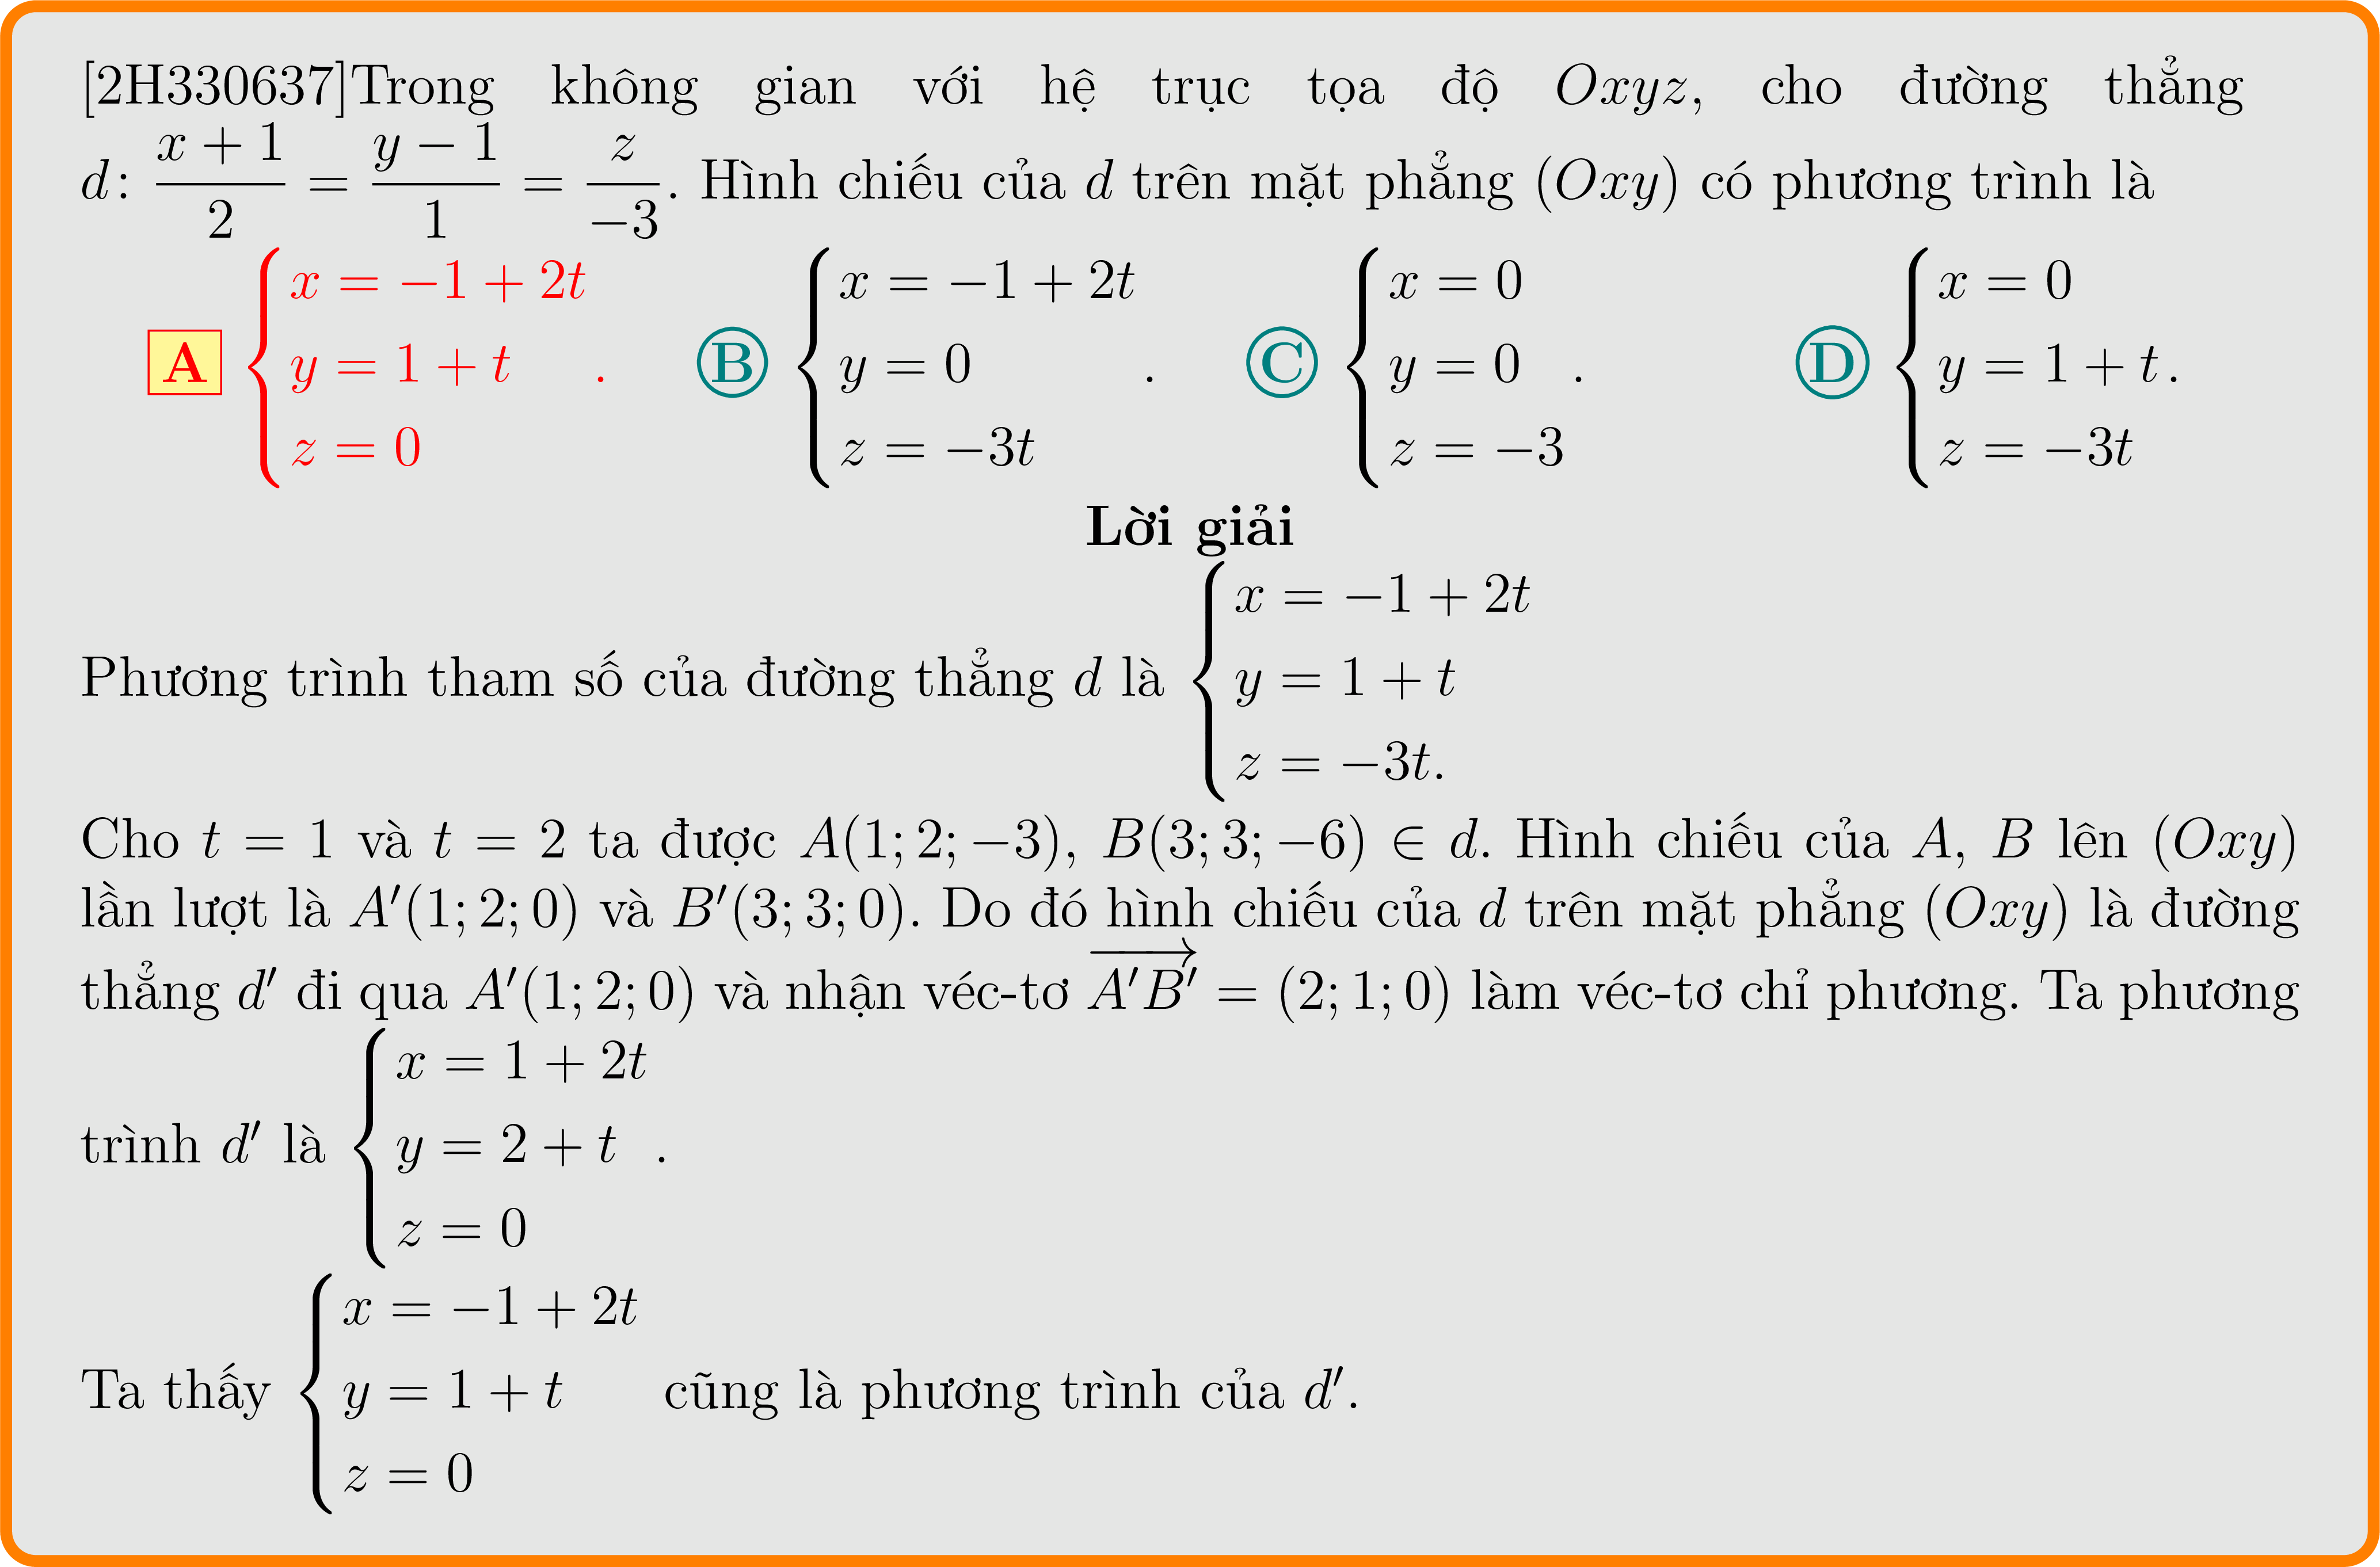 [2H330637]Trong không gian với hệ trục tọa độ $Oxyz$, cho đường thẳng
$d\colon \dfrac{x+1}{2} = \dfrac{y-1}{1} = \dfrac{z}{-3}$. Hình chiếu của $d$ trên mặt phẳng $(Oxy)$ có phương trình là
A $\begin{cases} x = -1 + 2t \\ y = 1 + t \\ z = 0 \end{cases}$. B $\begin{cases} x = -1 + 2t \\ y = 0 \\ z = -3t \end{cases}$. C $\begin{cases} x = 0 \\ y = 0 \\ z = -3 \end{cases}$. D $\begin{cases} x = 0 \\ y = 1 + t \\ z = -3t \end{cases}$.
Lời giải
Phương trình tham số của đường thẳng $d$ là $\begin{cases} x = -1 + 2t \\ y = 1 + t \\ z = -3t. \end{cases}$
Cho $t = 1$ và $t = 2$ ta được $A(1; 2; -3)$, $B(3; 3; -6) \in d$. Hình chiếu của $A$, $B$ lên $(Oxy)$
lần lượt là $A'(1; 2; 0)$ và $B'(3; 3; 0)$. Do đó hình chiếu của $d$ trên mặt phẳng $(Oxy)$ là đường
thẳng $d'$ đi qua $A'(1; 2; 0)$ và nhận véc-tơ $\overrightarrow{A'B'} = (2; 1; 0)$ làm véc-tơ chỉ phương. Ta phương
trình $d'$ là $\begin{cases} x = 1 + 2t \\ y = 2 + t \\ z = 0 \end{cases}$.
Ta thấy $\begin{cases} x = -1 + 2t \\ y = 1 + t \\ z = 0 \end{cases}$ cũng là phương trình của $d'$.